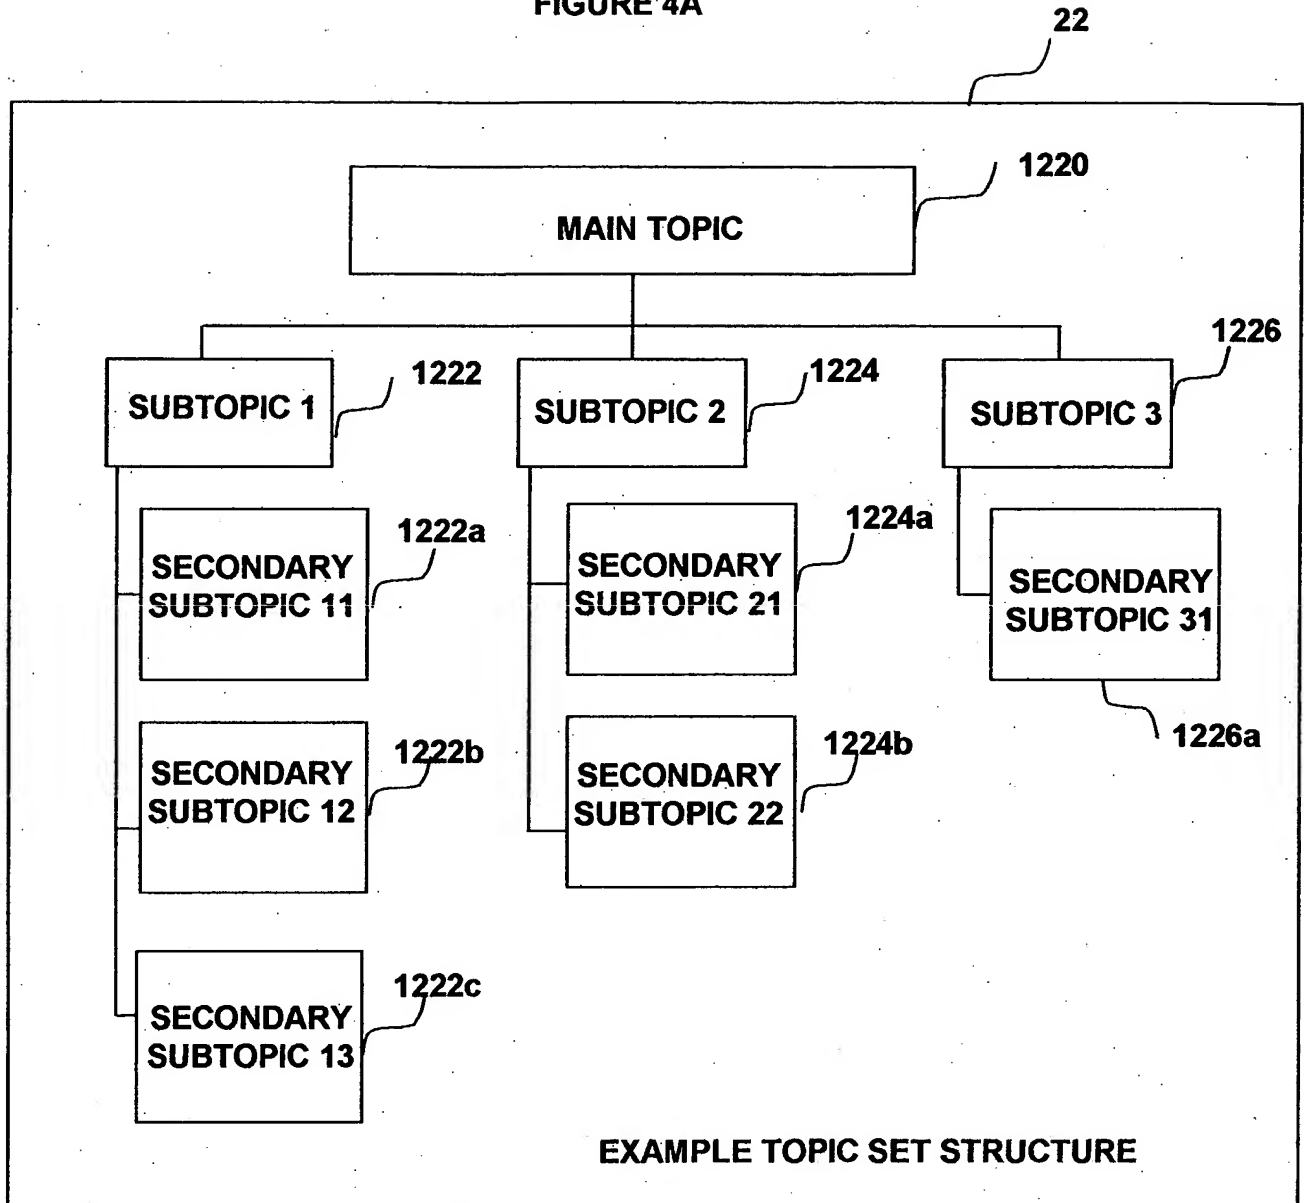 FIGURE 4A
22
1220
MAIN TOPIC
1226
1222
1224
SUBTOPIC 1
SUBTOPIC 2
SUBTOPIC 3
1222a
1224a
SECONDARY
SUBTOPIC 11
SECONDARY
SUBTOPIC 21
SECONDARY
SUBTOPIC 31
1226a
1222b
1224b
SECONDARY
SUBTOPIC 12
SECONDARY
SUBTOPIC 22
1222c
SECONDARY
SUBTOPIC 13
EXAMPLE TOPIC SET STRUCTURE